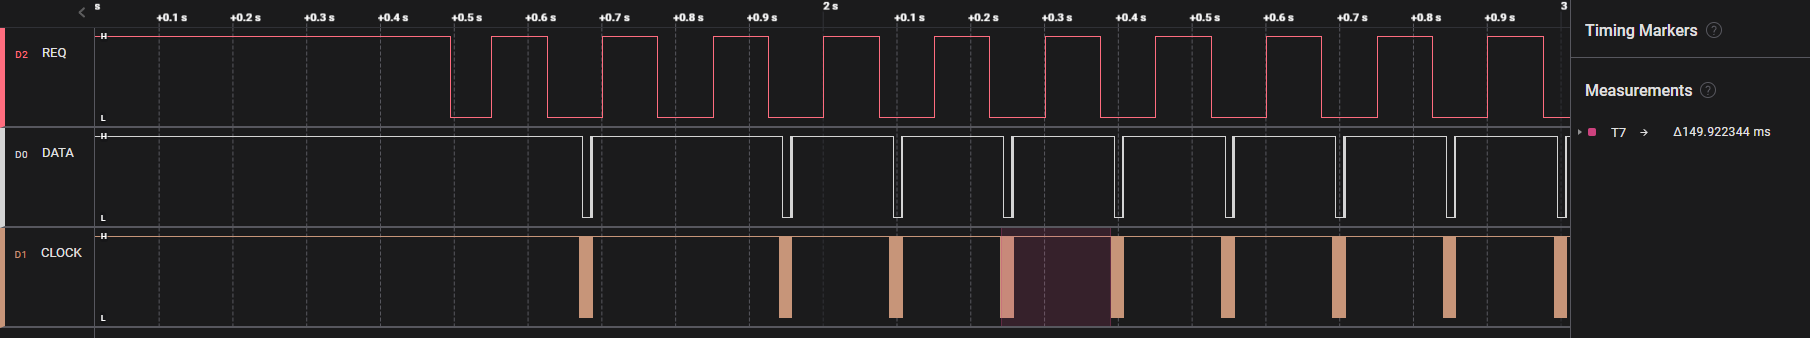 s
+0.1 s +0.2 s +0.3 s +0.4 s +0.5 s +0.6 s +0.7 s +0.8 s +0.9 s 2 s +0.1 s +0.2 s +0.3 s +0.4 s +0.5 s +0.6 s +0.7 s +0.8 s +0.9 s 3
H
D2 REQ
L
H
D0 DATA
L
H
D1 CLOCK
L
Timing Markers ?
Measurements ?
T7 → Δ149.922344 ms